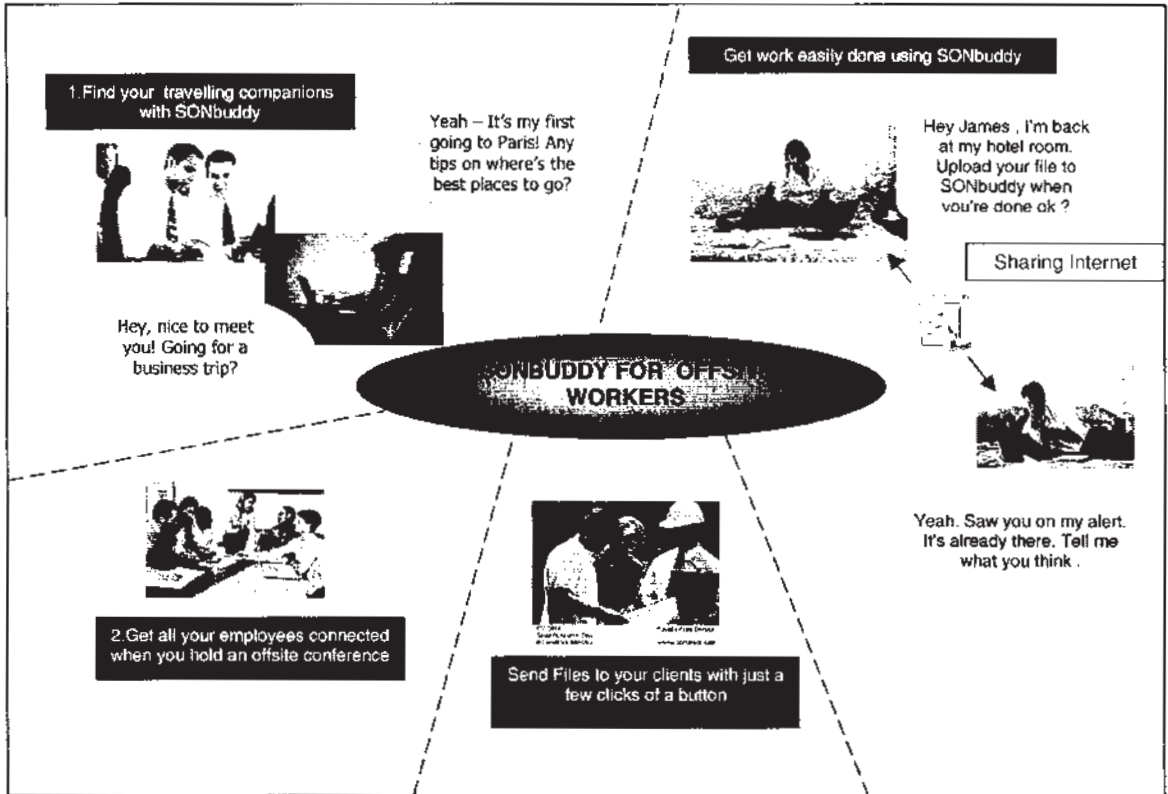 1.Find your travelling companions
with SONbuddy
Yeah – It's my first
going to Paris! Any
tips on where's the
best places to go?
Hey, nice to meet
you! Going for a
business trip?
Get work easily done using SONbuddy
Hey James , I'm back
at my hotel room.
Upload your file to
SONbuddy when
you're done ok ?
Sharing Internet
Yeah. Saw you on my alert.
It's already there. Tell me
what you think .
SONBUDDY FOR OFFSITE
WORKERS
2.Get all your employees connected
when you hold an offsite conference
Send Files to your clients with just a
few clicks of a button